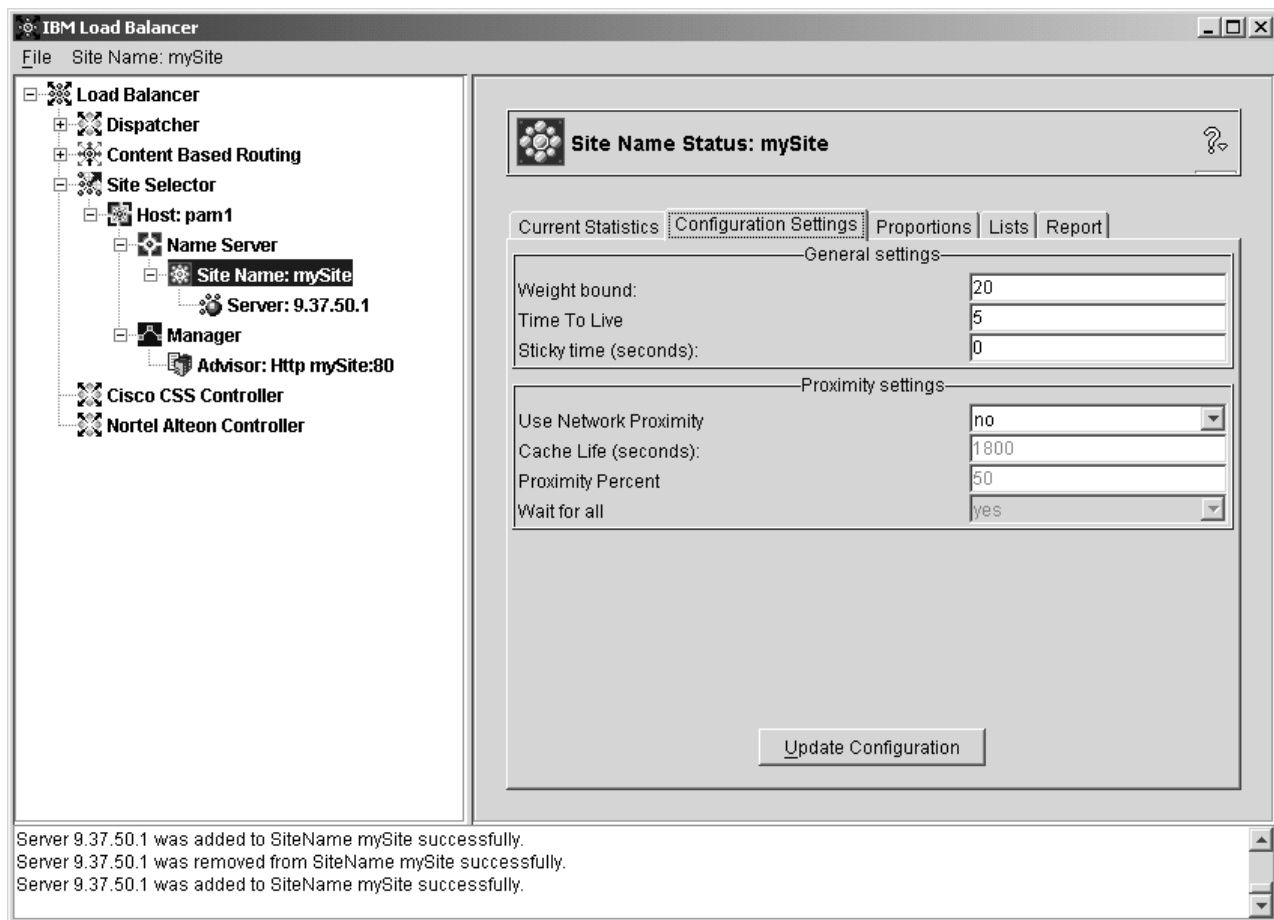 IBM Load Balancer
File Site Name: mySite
Load Balancer
Dispatcher
Content Based Routing
Site Selector
Host: pam1
Name Server
Site Name: mySite
Server: 9.37.50.1
Manager
Advisor: Http mySite:80
Cisco CSS Controller
Nortel Alteon Controller
Site Name Status: mySite
?
Current Statistics Configuration Settings Proportions Lists Report
General settings
Weight bound: 20
Time To Live 5
Sticky time (seconds): 0
Proximity settings
Use Network Proximity no
Cache Life (seconds): 1800
Proximity Percent 50
Wait for all yes
Update Configuration
Server 9.37.50.1 was added to SiteName mySite successfully.
Server 9.37.50.1 was removed from SiteName mySite successfully.
Server 9.37.50.1 was added to SiteName mySite successfully.